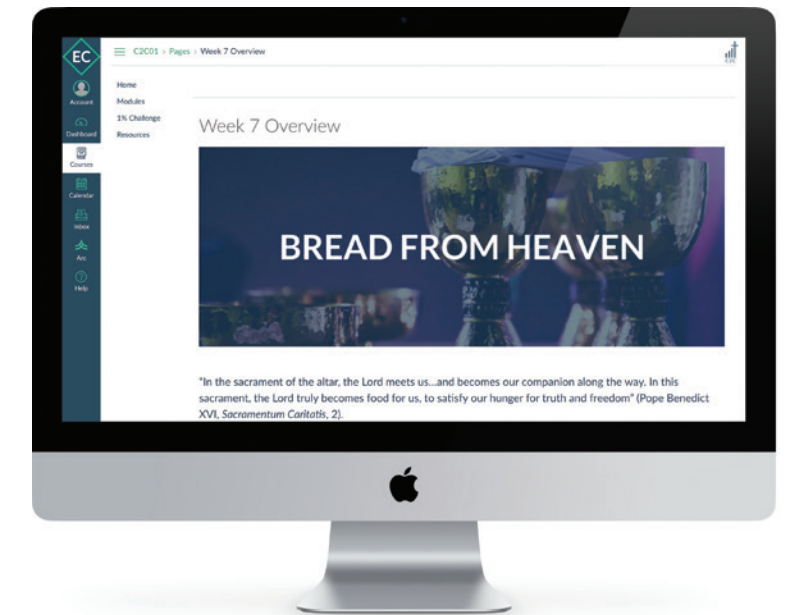 EC
C2C01 › Pages › Week 7 Overview
C2C
Account
Dashboard
Courses
Calendar
Inbox
Arc
Help
Home
Modules
1% Challenge
Resources
Week 7 Overview
BREAD FROM HEAVEN
"In the sacrament of the altar, the Lord meets us...and becomes our companion along the way. In this
sacrament, the Lord truly becomes food for us, to satisfy our hunger for truth and freedom" (Pope Benedict
XVI, Sacramentum Caritatis, 2).